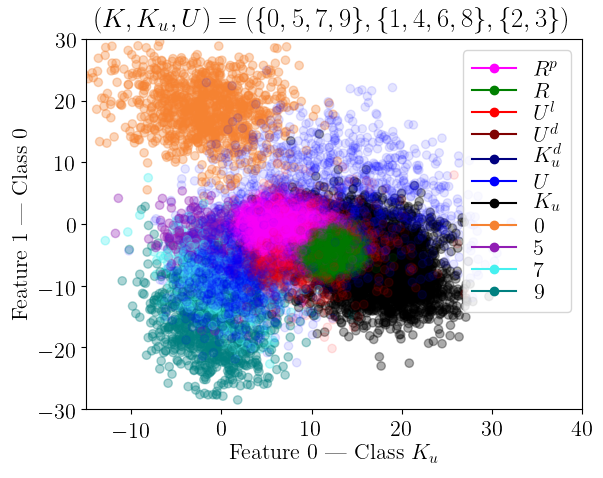 (K, K_u, U) = ({0, 5, 7, 9}, {1, 4, 6, 8}, {2, 3})
30
20
10
0
−10
−20
−30
Feature 1 — Class 0
R^p
R
U^l
U^d
K_u^d
U
K_u
0
5
7
9
−10
0
10
20
30
40
Feature 0 — Class K_u